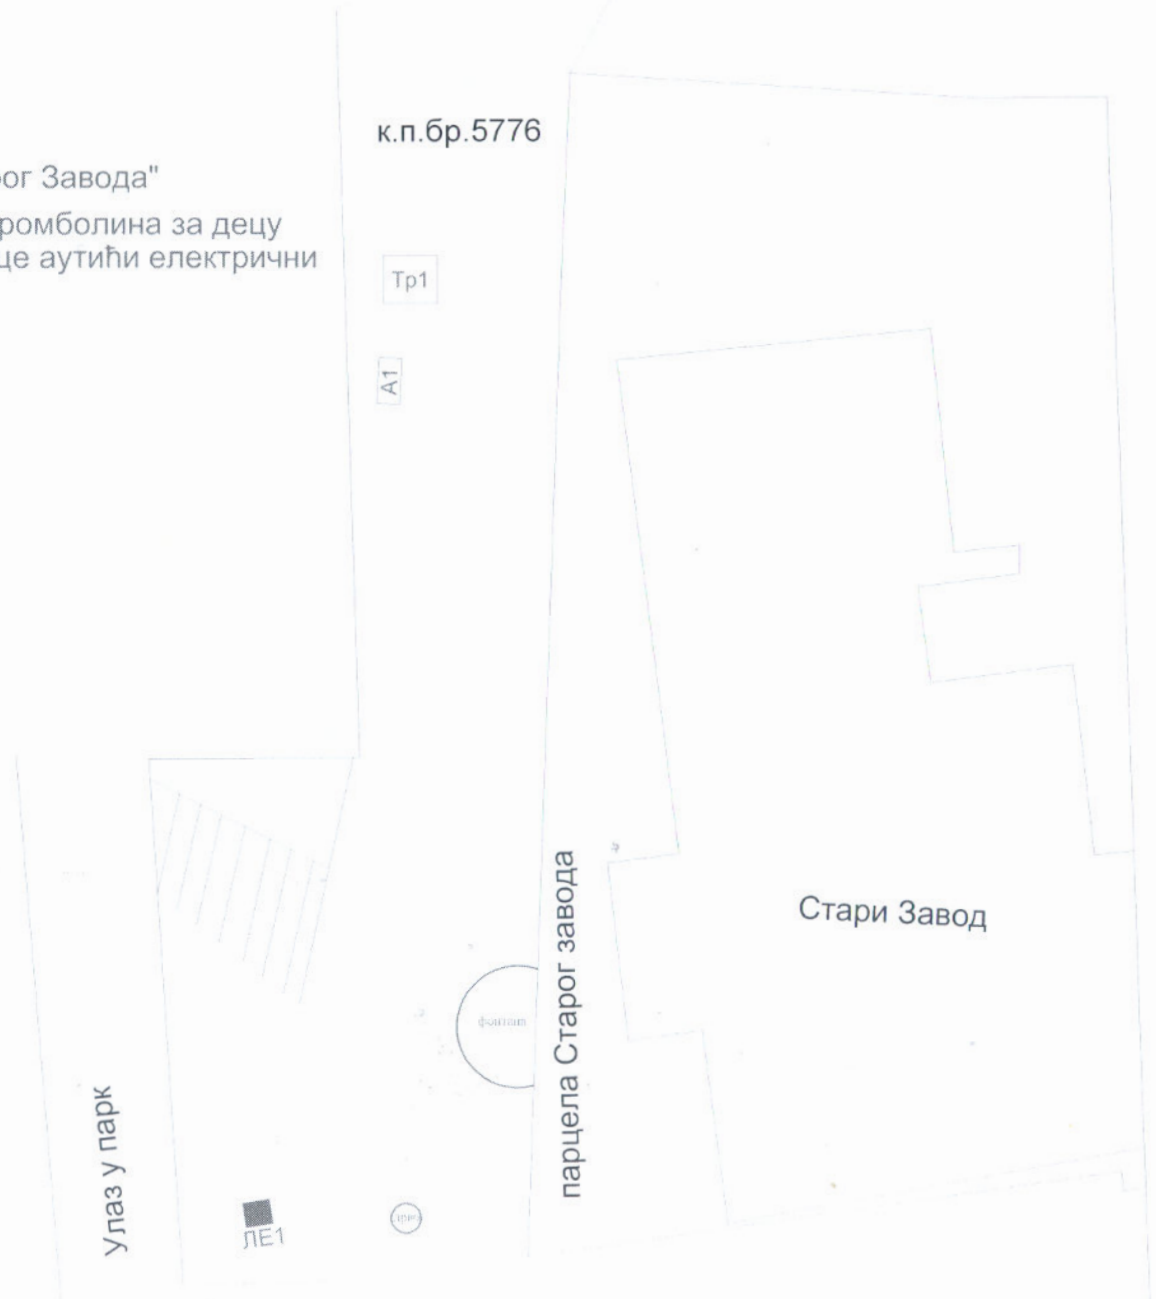 к.п.бр.5776
ог Завода"
ромболина за децу
це аутићи електрични
Тр1
А1
Стари Завод
парцела Старог завода
фонтана
Улаз у парк
ЛЕ1